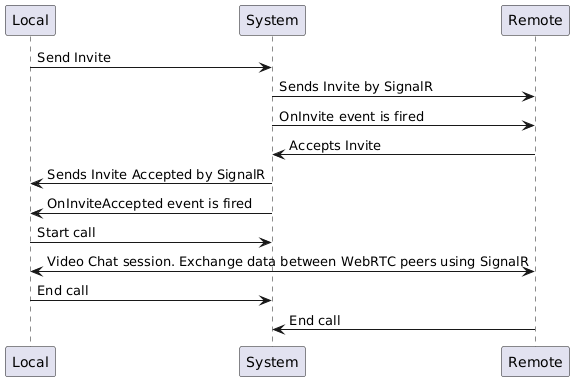 Local System Remote
Send Invite
Sends Invite by SignalR
OnInvite event is fired
Accepts Invite
Sends Invite Accepted by SignalR
OnInviteAccepted event is fired
Start call
Video Chat session. Exchange data between WebRTC peers using SignalR
End call
End call
Local System Remote